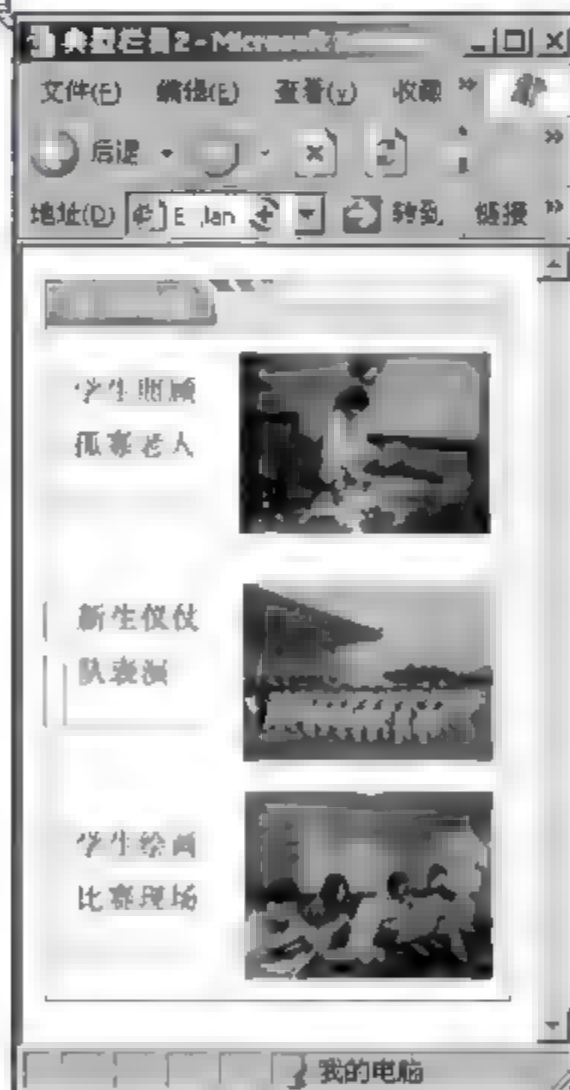 典型栏目2 - Microsoft
文件(F) 编辑(E) 查看(V) 收藏 »
后退 »
地址(D) E: lan 转到 链接 »
学生照顾
孤寡老人
新生仪仗
队表演
学生绘画
比赛现场
我的电脑